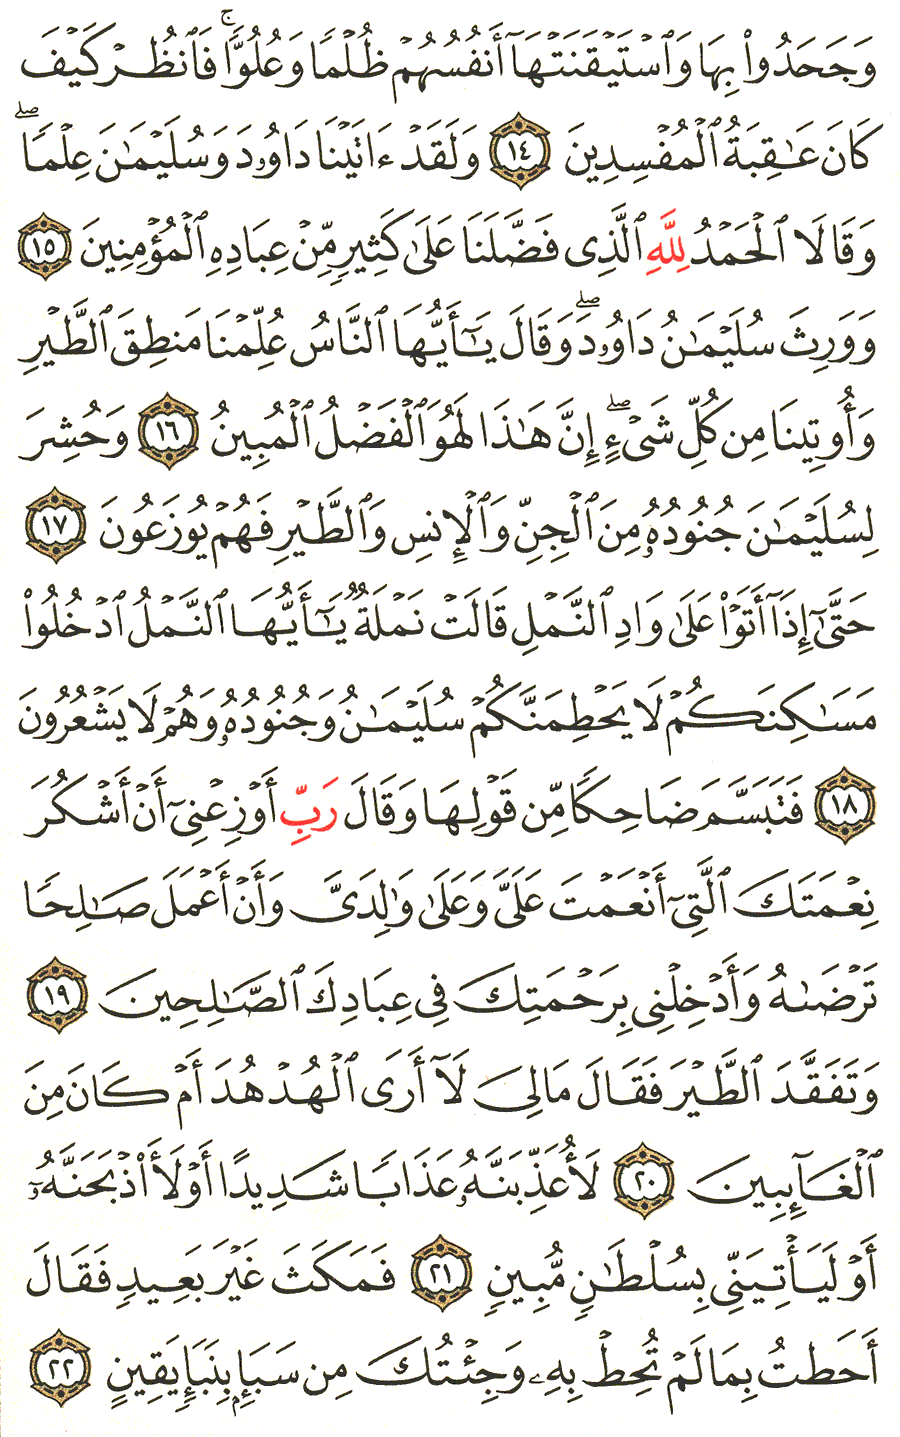 وَجَحَدُواْ بِهَا وَٱسْتَيْقَنَتْهَآ أَنفُسُهُمْ ظُلْمًا وَعُلُوًّاۚ فَٱنظُرْ كَيْفَ
كَانَ عَٰقِبَةُ ٱلْمُفْسِدِينَ ١٤ وَلَقَدْ ءَاتَيْنَا دَاوُۥدَ وَسُلَيْمَٰنَ عِلْمًاۖ
وَقَالَا ٱلْحَمْدُ لِلَّهِ ٱلَّذِى فَضَّلَنَا عَلَىٰ كَثِيرٍ مِّنْ عِبَادِهِ ٱلْمُؤْمِنِينَ ١٥
وَوَرِثَ سُلَيْمَٰنُ دَاوُۥدَۖ وَقَالَ يَٰٓأَيُّهَا ٱلنَّاسُ عُلِّمْنَا مَنطِقَ ٱلطَّيْرِ
وَأُوتِينَا مِن كُلِّ شَىْءٍۖ إِنَّ هَٰذَا لَهُوَ ٱلْفَضْلُ ٱلْمُبِينُ ١٦ وَحُشِرَ
لِسُلَيْمَٰنَ جُنُودُهُۥ مِنَ ٱلْجِنِّ وَٱلْإِنسِ وَٱلطَّيْرِ فَهُمْ يُوزَعُونَ ١٧
حَتَّىٰٓ إِذَآ أَتَوْاْ عَلَىٰ وَادِ ٱلنَّمْلِ قَالَتْ نَمْلَةٌ يَٰٓأَيُّهَا ٱلنَّمْلُ ٱدْخُلُواْ
مَسَٰكِنَكُمْ لَا يَحْطِمَنَّكُمْ سُلَيْمَٰنُ وَجُنُودُهُۥ وَهُمْ لَا يَشْعُرُونَ
١٨ فَتَبَسَّمَ ضَاحِكًا مِّن قَوْلِهَا وَقَالَ رَبِّ أَوْزِعْنِىٓ أَنْ أَشْكُرَ
نِعْمَتَكَ ٱلَّتِىٓ أَنْعَمْتَ عَلَىَّ وَعَلَىٰ وَٰلِدَىَّ وَأَنْ أَعْمَلَ صَٰلِحًا
تَرْضَىٰهُ وَأَدْخِلْنِى بِرَحْمَتِكَ فِى عِبَادِكَ ٱلصَّٰلِحِينَ ١٩
وَتَفَقَّدَ ٱلطَّيْرَ فَقَالَ مَالِىَ لَآ أَرَى ٱلْهُدْهُدَ أَمْ كَانَ مِنَ
ٱلْغَآئِبِينَ ٢٠ لَأُعَذِّبَنَّهُۥ عَذَابًا شَدِيدًا أَوْ لَأَاْذْبَحَنَّهُۥٓ
أَوْ لَيَأْتِيَنِّى بِسُلْطَٰنٍ مُّبِينٍ ٢١ فَمَكَثَ غَيْرَ بَعِيدٍ فَقَالَ
أَحَطتُ بِمَا لَمْ تُحِطْ بِهِۦ وَجِئْتُكَ مِن سَبَإٍۭ بِنَبَإٍ يَقِينٍ ٢٢